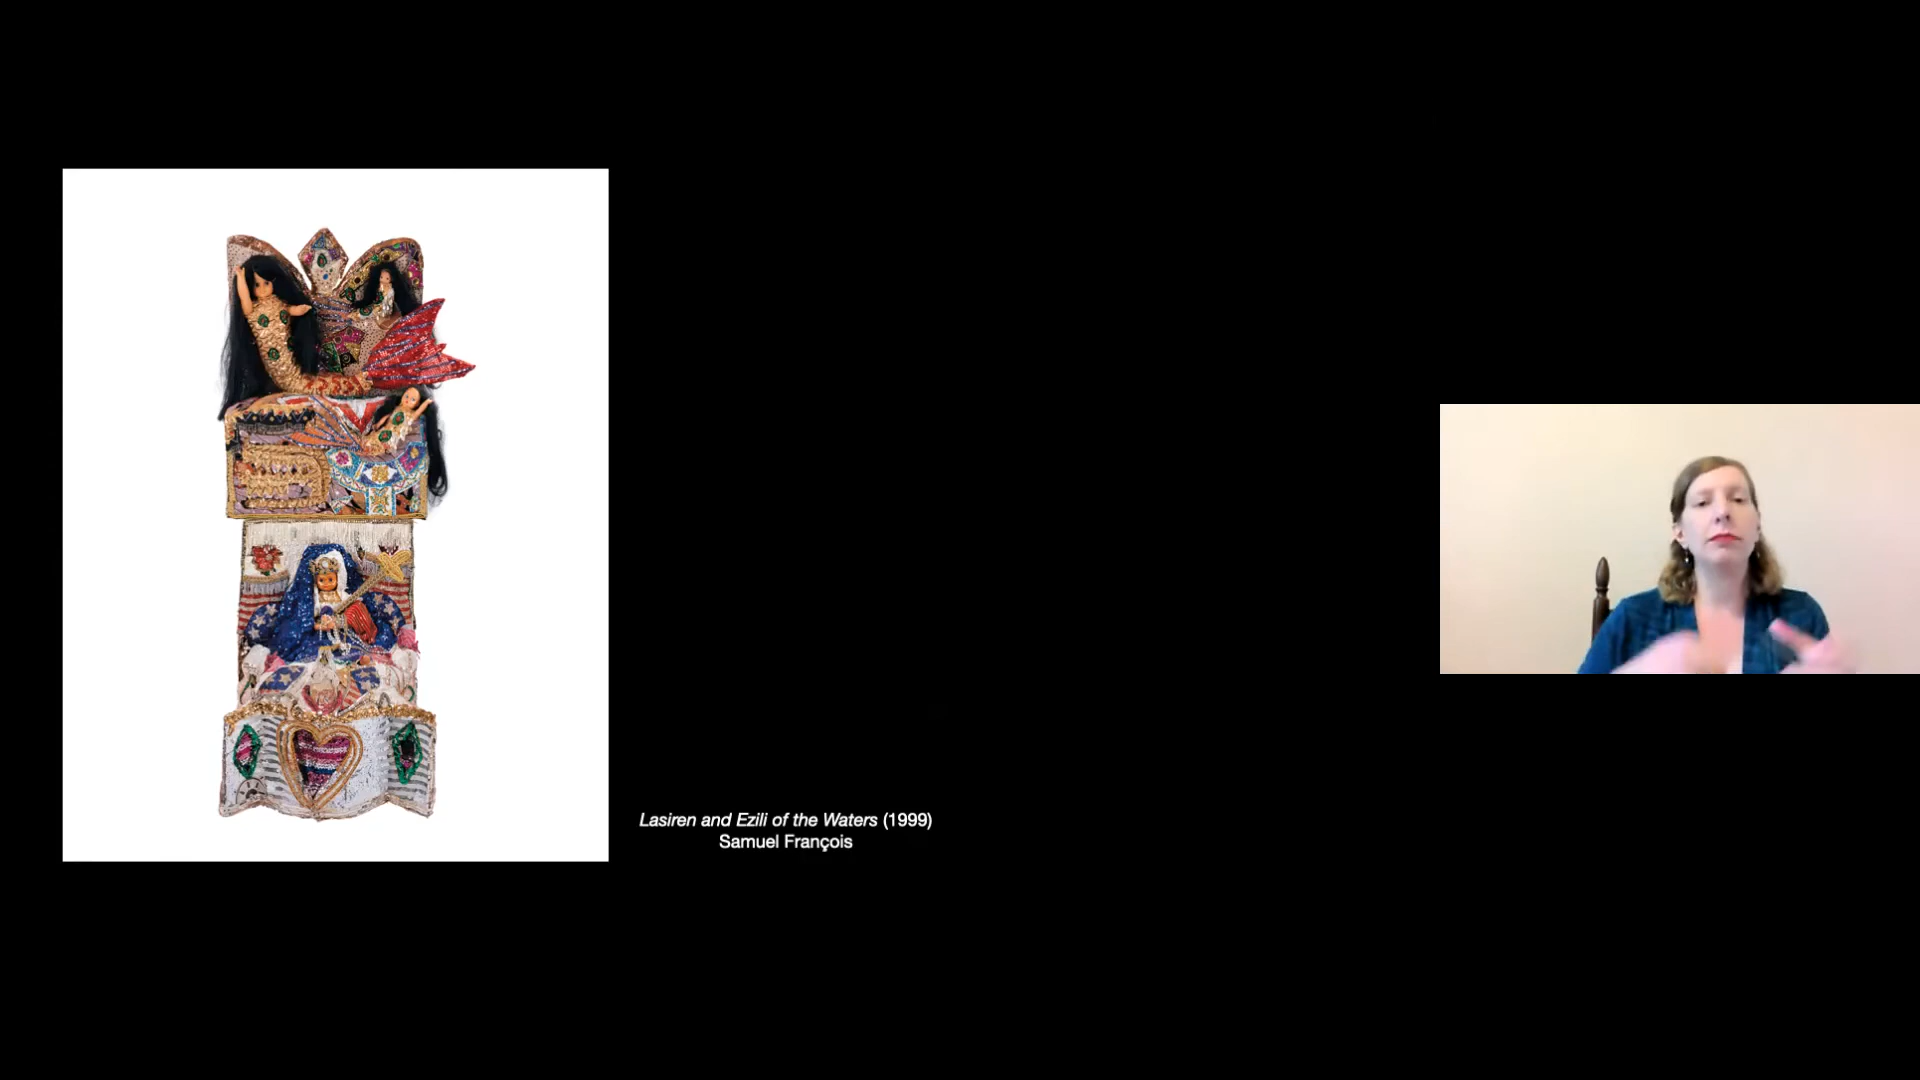 Lasiren and Ezili of the Waters (1999)
Samuel François